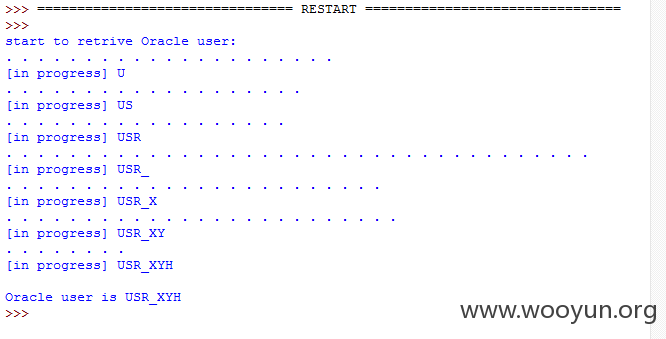 >>> ================================ RESTART ================================
>>>
start to retrive Oracle user:
. . . . . . . . . . . . . . . . . . . . .
[in progress] U
. . . . . . . . . . . . . . . . . . .
[in progress] US
. . . . . . . . . . . . . . . . . .
[in progress] USR
. . . . . . . . . . . . . . . . . . . . . . . . . . . . . . . . . . . . .
[in progress] USR_
. . . . . . . . . . . . . . . . . . . . . . . .
[in progress] USR_X
. . . . . . . . . . . . . . . . . . . . . . . . .
[in progress] USR_XY
. . . . . . . .
[in progress] USR_XYH
Oracle user is USR_XYH
>>>
www.wooyun.org